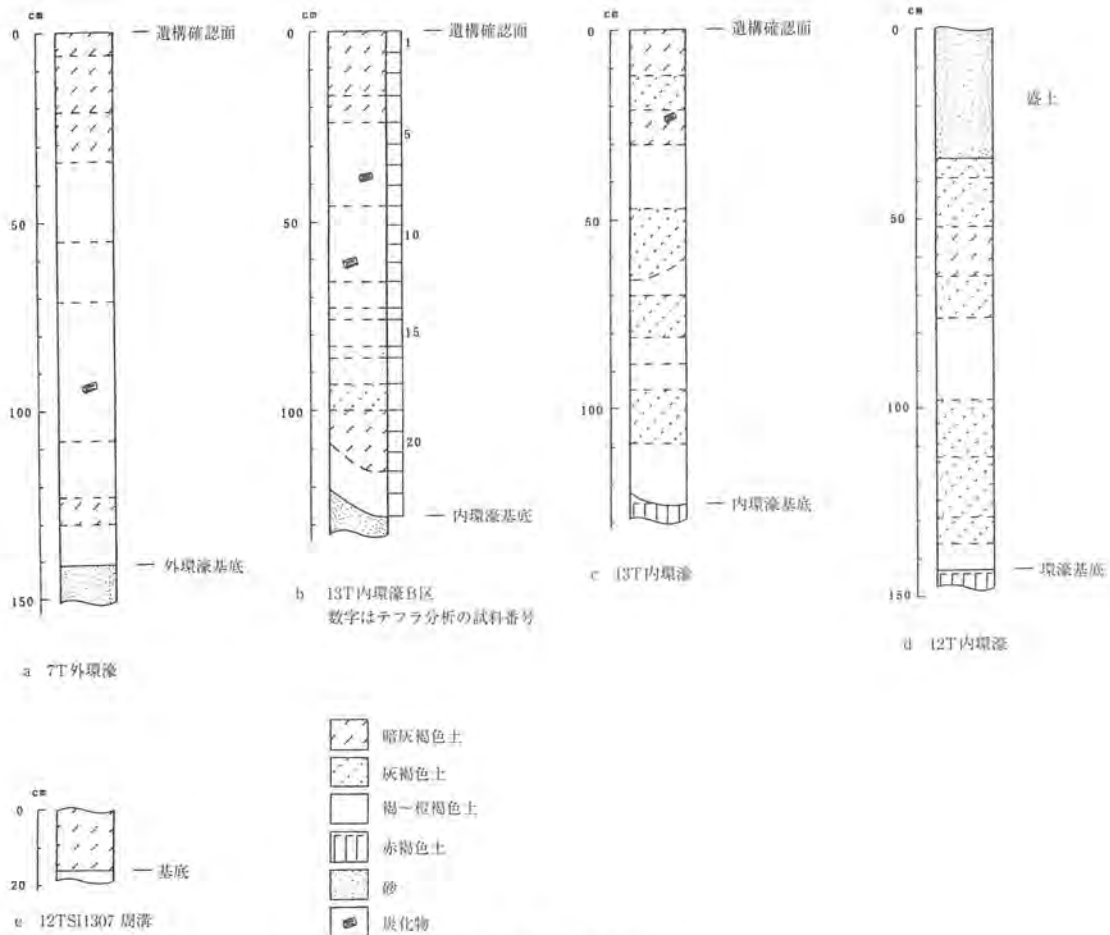 cm
0
50
100
150
遺構確認面
外環濠基底
a 7T外環濠
cm
0
50
100
遺構確認面
1
5
10
15
20
内環濠基底
b 13T内環濠B区
数字はテフラ分析の試料番号
cm
0
50
100
遺構確認面
内環濠基底
c 13T内環濠
cm
0
50
100
150
盛土
環濠基底
d 12T内環濠
cm
0
20
基底
e 12TSI1307 周溝
暗灰褐色土
灰褐色土
褐~橙褐色土
赤褐色土
砂
炭化物